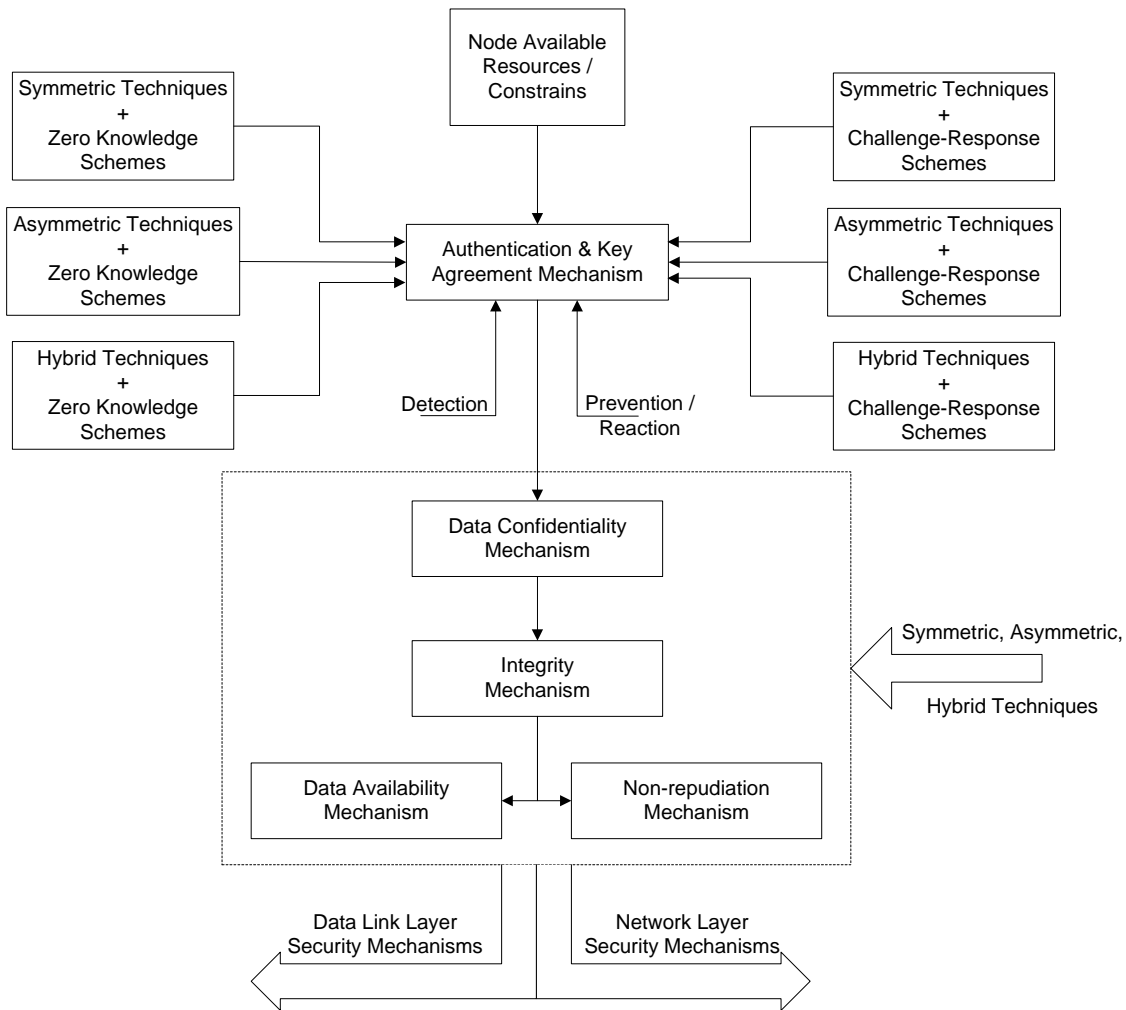 Node Available
Resources /
Constrains
Symmetric Techniques
+
Zero Knowledge
Schemes
Symmetric Techniques
+
Challenge-Response
Schemes
Asymmetric Techniques
+
Zero Knowledge
Schemes
Authentication & Key
Agreement Mechanism
Asymmetric Techniques
+
Challenge-Response
Schemes
Hybrid Techniques
+
Zero Knowledge
Schemes
Detection
Prevention /
Reaction
Hybrid Techniques
+
Challenge-Response
Schemes
Data Confidentiality
Mechanism
Integrity
Mechanism
Symmetric, Asymmetric,
Hybrid Techniques
Data Availability
Mechanism
Non-repudiation
Mechanism
Data Link Layer
Security Mechanisms
Network Layer
Security Mechanisms